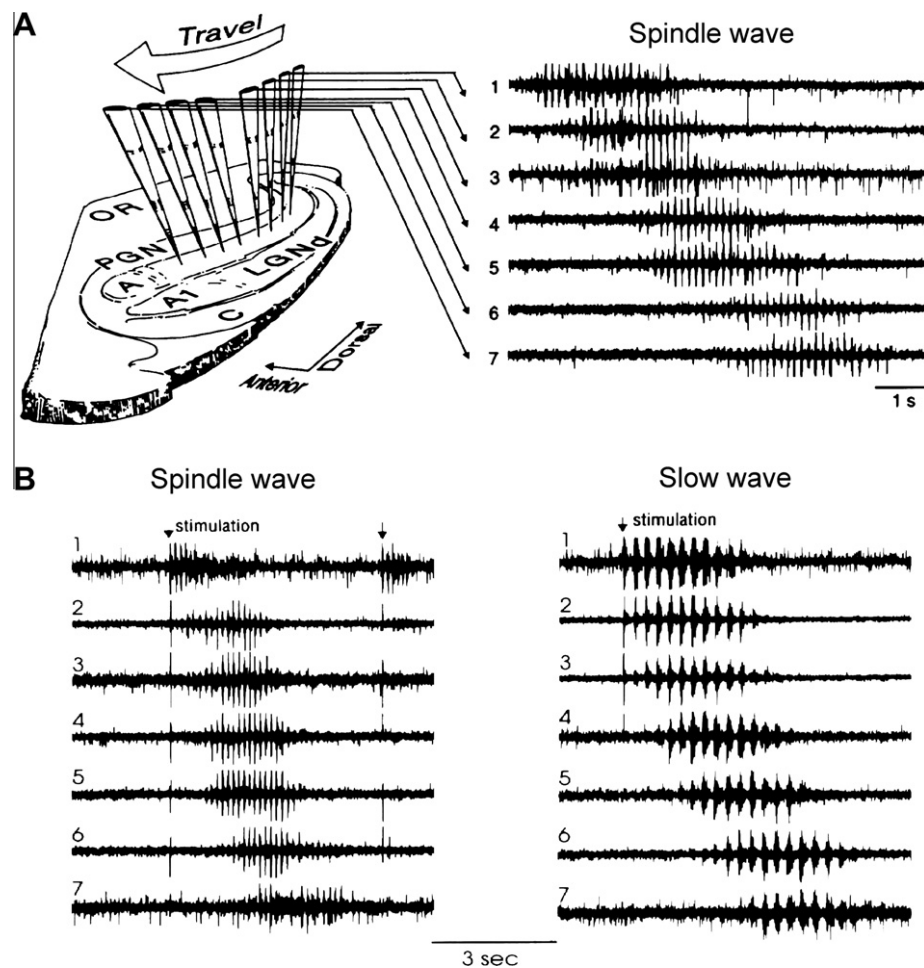 A
Travel
OR
PGN
A
A1
LGNd
C
Dorsal
Anterior
Spindle wave
1
2
3
4
5
6
7
1 s
B
Spindle wave
stimulation
1
2
3
4
5
6
7
Slow wave
stimulation
1
2
3
4
5
6
7
3 sec